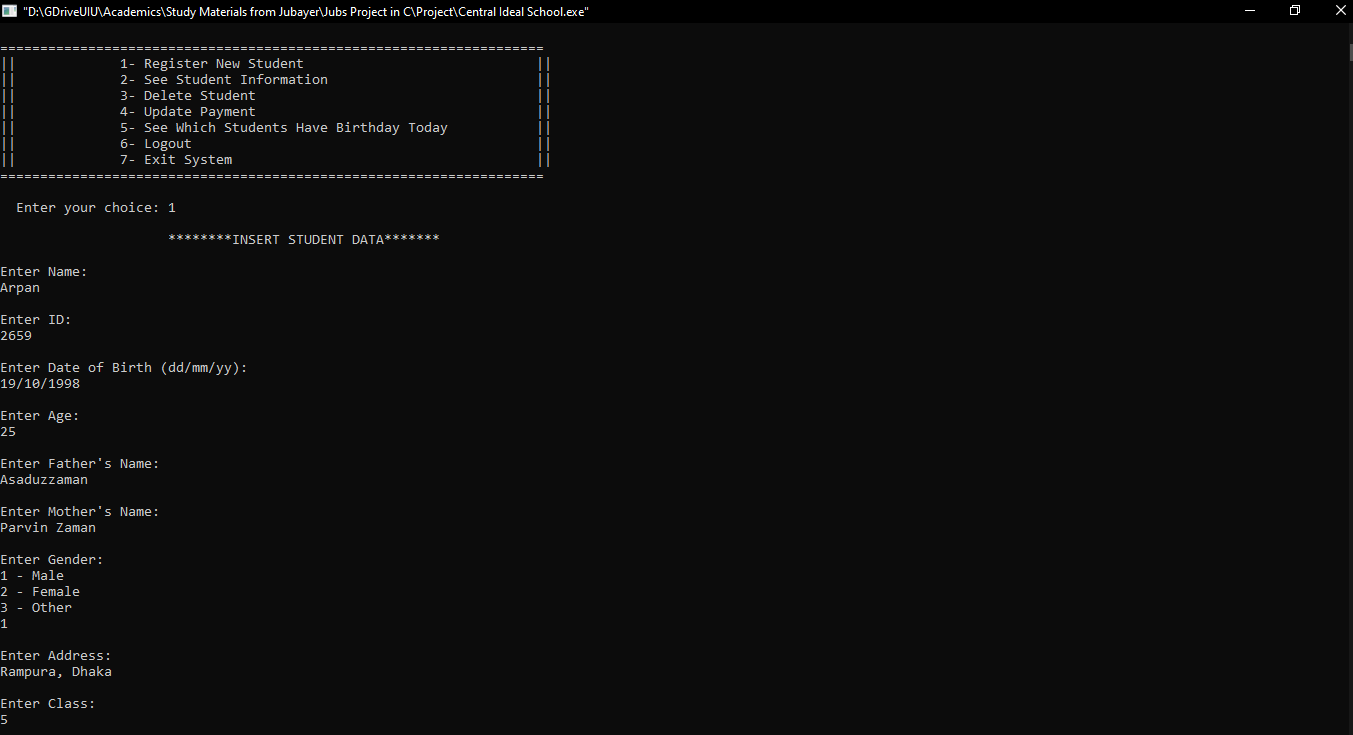 "D:\GDriveUIU\Academics\Study Materials from Jubayer\Jubs Project in C\Project\Central Ideal School.exe"
====================================================================
||             1- Register New Student                             ||
||             2- See Student Information                          ||
||             3- Delete Student                                   ||
||             4- Update Payment                                   ||
||             5- See Which Students Have Birthday Today           ||
||             6- Logout                                           ||
||             7- Exit System                                      ||
====================================================================
Enter your choice: 1
********INSERT STUDENT DATA*******
Enter Name:
Arpan
Enter ID:
2659
Enter Date of Birth (dd/mm/yy):
19/10/1998
Enter Age:
25
Enter Father's Name:
Asaduzzaman
Enter Mother's Name:
Parvin Zaman
Enter Gender:
1 - Male
2 - Female
3 - Other
1
Enter Address:
Rampura, Dhaka
Enter Class:
5